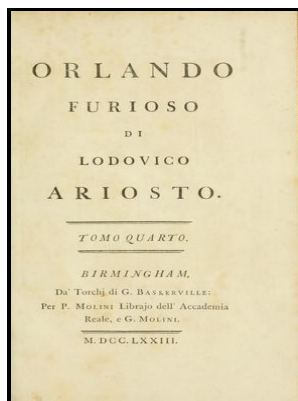 ORLANDO
FURIOSO
DI
LODOVICO
ARIOSTO.
TOMO QUARTO.
BIRMINGHAM,
Da' Torchj di G. BASKERVILLE:
Per P. MOLINI Librajo dell' Accademia
Reale, e G. MOLINI.
M. DCC. LXXIII.